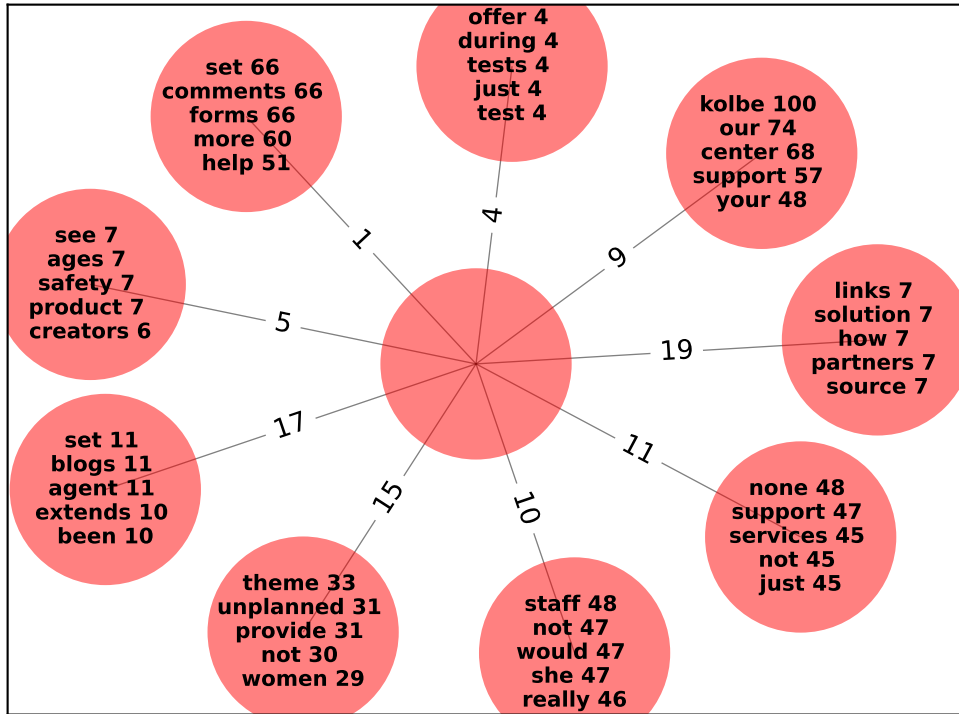 offer 4
during 4
tests 4
just 4
test 4
set 66
comments 66
forms 66
more 60
help 51
kolbe 100
our 74
center 68
support 57
your 48
4
1
9
see 7
ages 7
safety 7
product 7
creators 6
5
19
links 7
solution 7
how 7
partners 7
source 7
17
11
set 11
blogs 11
agent 11
extends 10
been 10
15
10
none 48
support 47
services 45
not 45
just 45
theme 33
unplanned 31
provide 31
not 30
women 29
staff 48
not 47
would 47
she 47
really 46